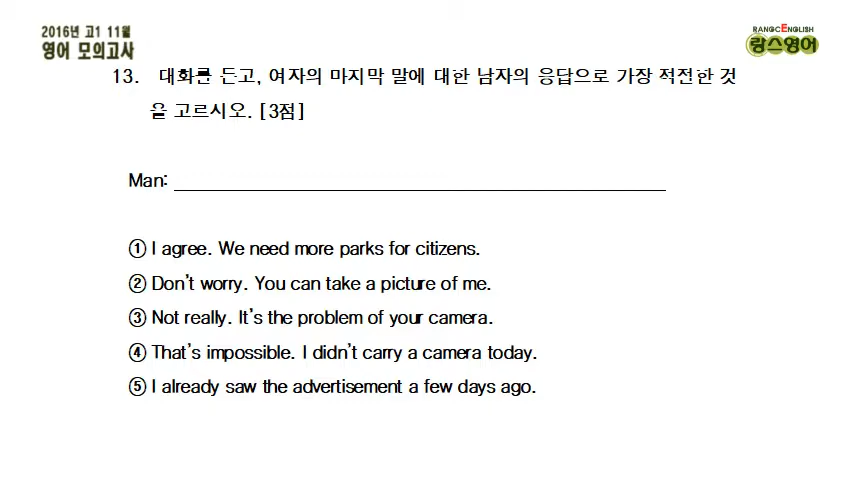 2016년 고1 11월
영어 모의고사
RANGCENGLISH
랑스영어
13. 대화를 듣고, 여자의 마지막 말에 대한 남자의 응답으로 가장 적전한 것
을 고르시오. [3점]
Man:
① I agree. We need more parks for citizens.
② Don't worry. You can take a picture of me.
③ Not really. It's the problem of your camera.
④ That's impossible. I didn't carry a camera today.
⑤ I already saw the advertisement a few days ago.